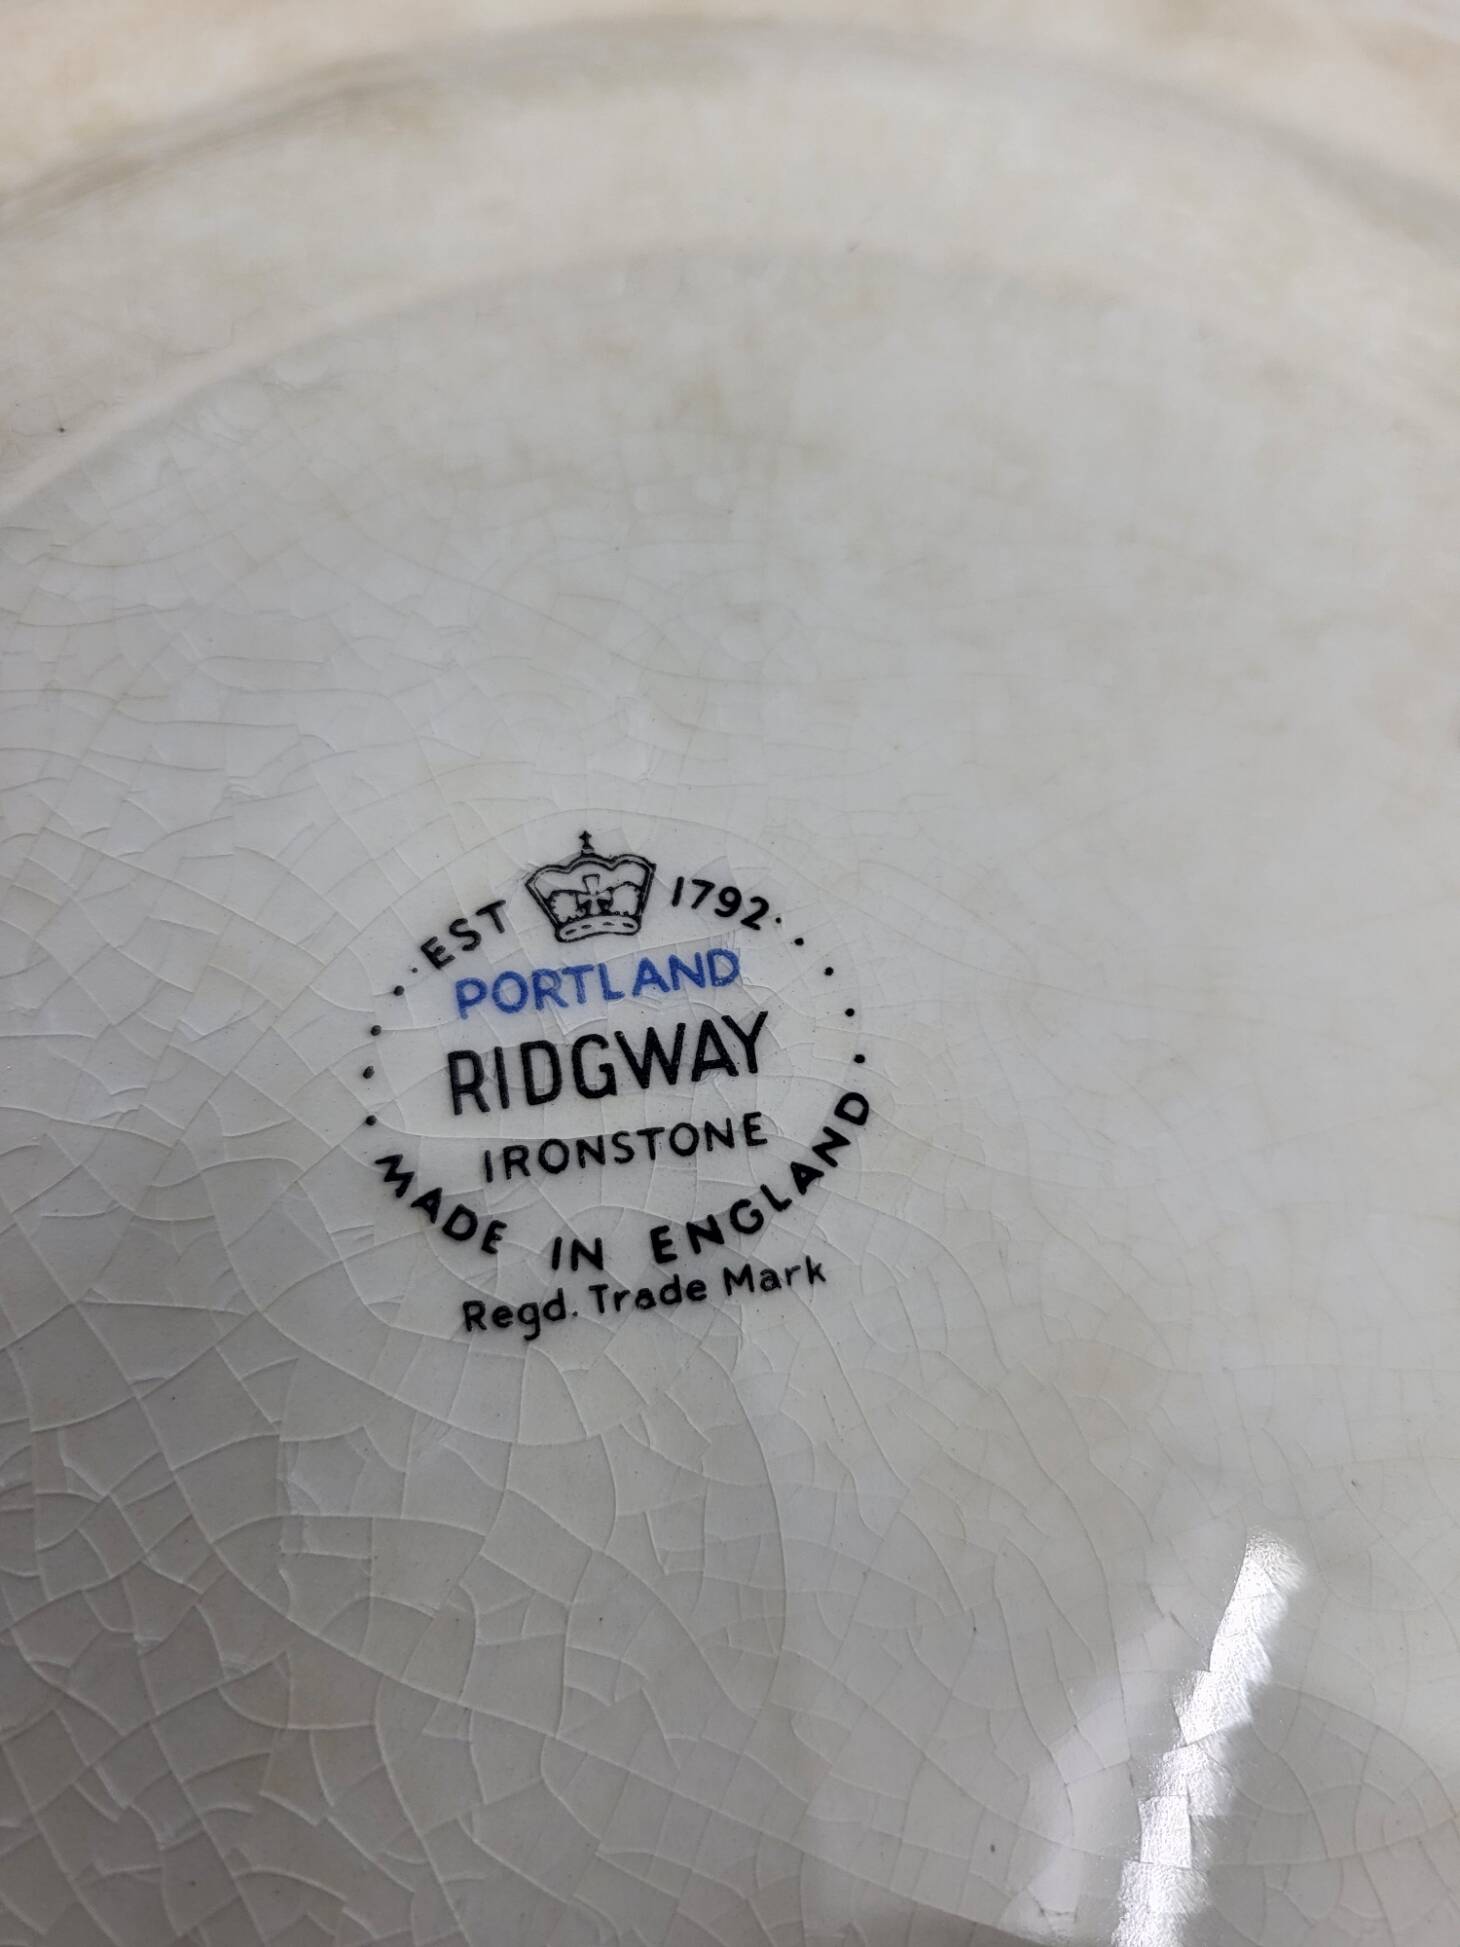 EST 1792
PORTLAND
RIDGWAY
IRONSTONE
MADE IN ENGLAND
Regd. Trade Mark